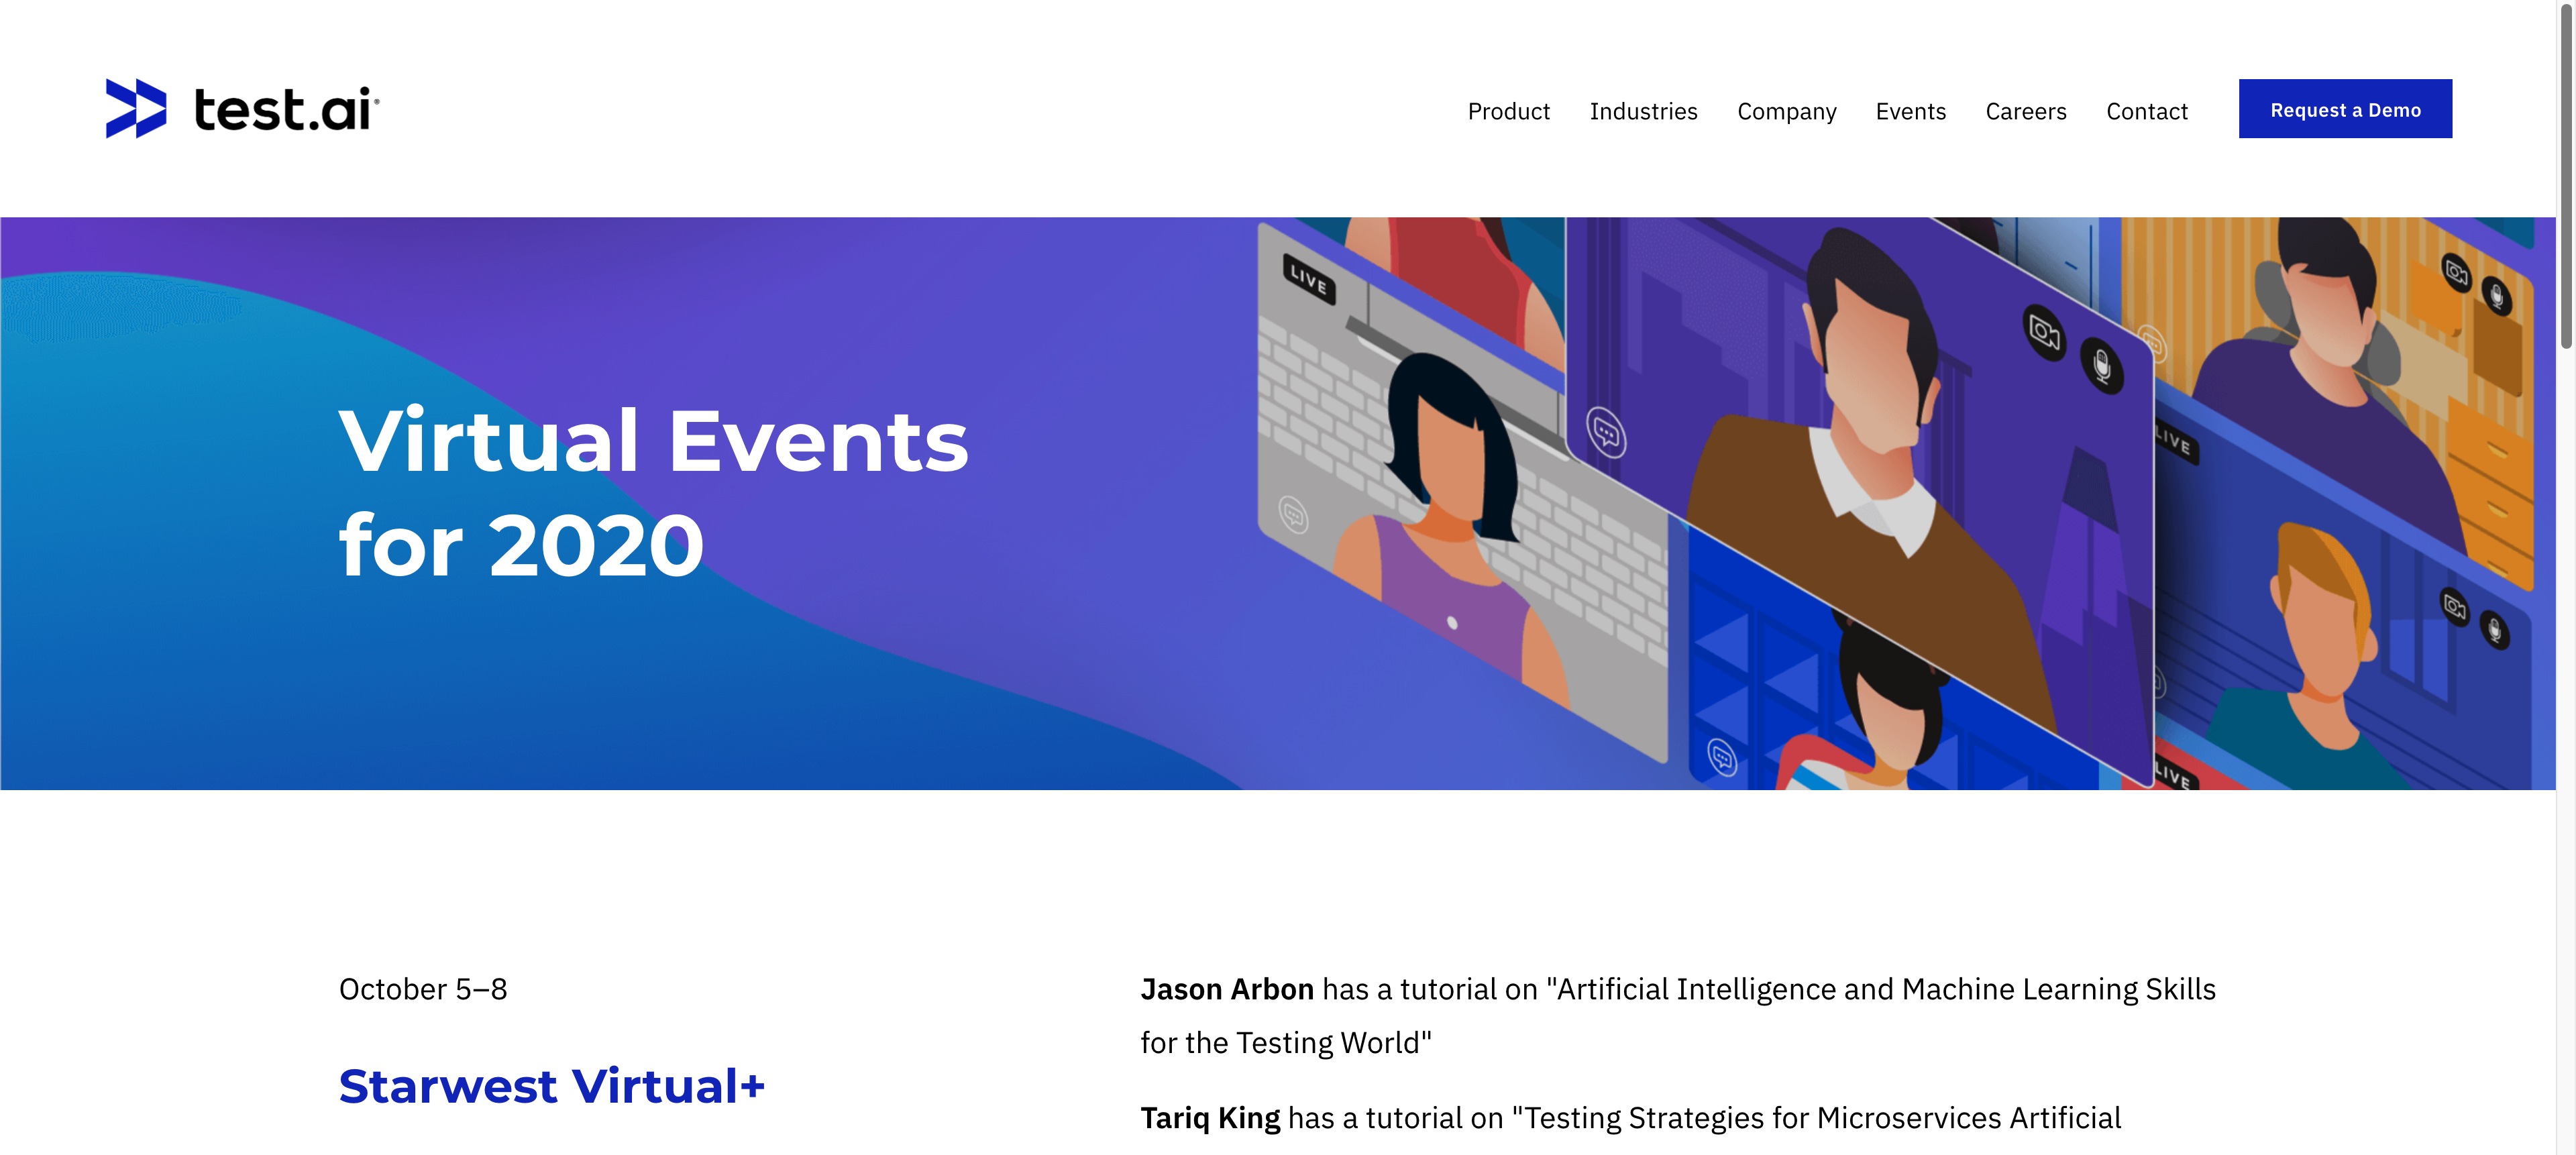 test.ai
Product
Industries
Company
Events
Careers
Contact
Request a Demo
LIVE
LIVE
LIVE
Virtual Events
for 2020
October 5–8
Starwest Virtual+
Jason Arbon has a tutorial on "Artificial Intelligence and Machine Learning Skills
for the Testing World"
Tariq King has a tutorial on "Testing Strategies for Microservices Artificial